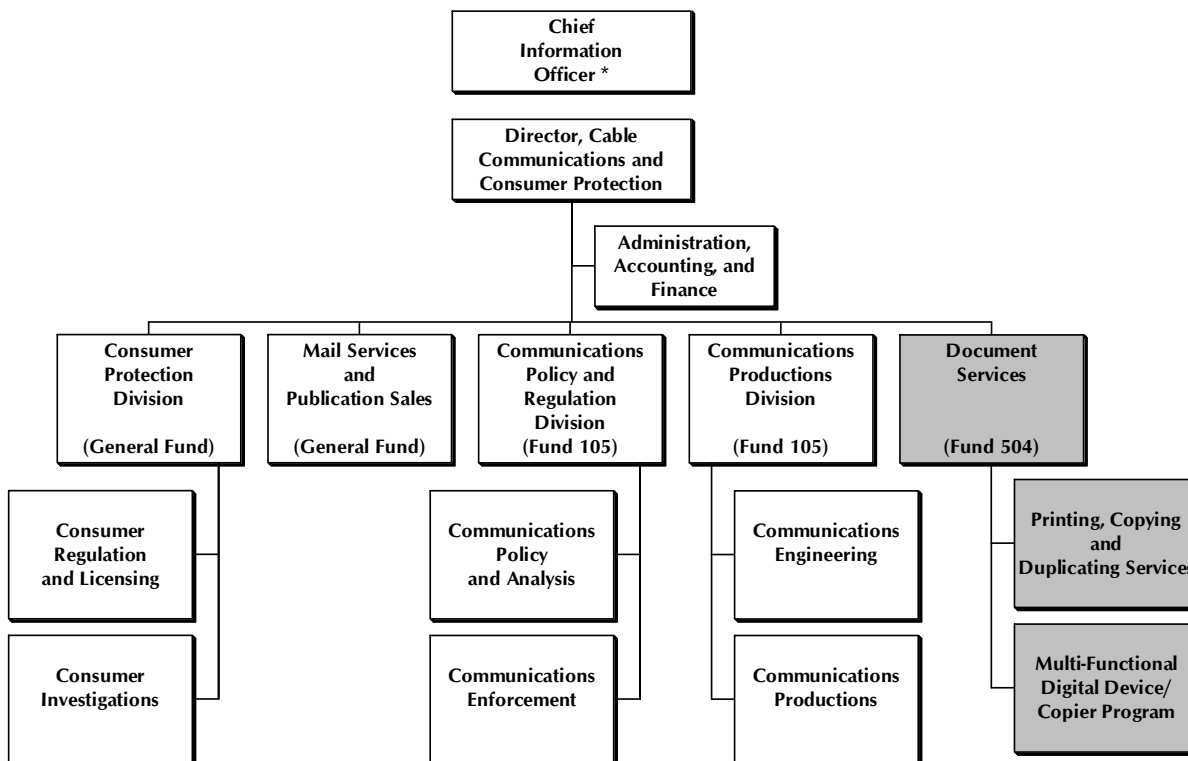 Chief
Information
Officer *
Director, Cable
Communications and
Consumer Protection
Administration,
Accounting, and
Finance
Consumer
Protection
Division
(General Fund)
Mail Services
and
Publication Sales
(General Fund)
Communications
Policy and
Regulation
Division
(Fund 105)
Communications
Productions
Division
(Fund 105)
Document
Services
(Fund 504)
Consumer
Regulation
and Licensing
Communications
Policy
and Analysis
Communications
Engineering
Printing, Copying
and
Duplicating Services
Consumer
Investigations
Communications
Enforcement
Communications
Productions
Multi-Functional
Digital Device/
Copier Program